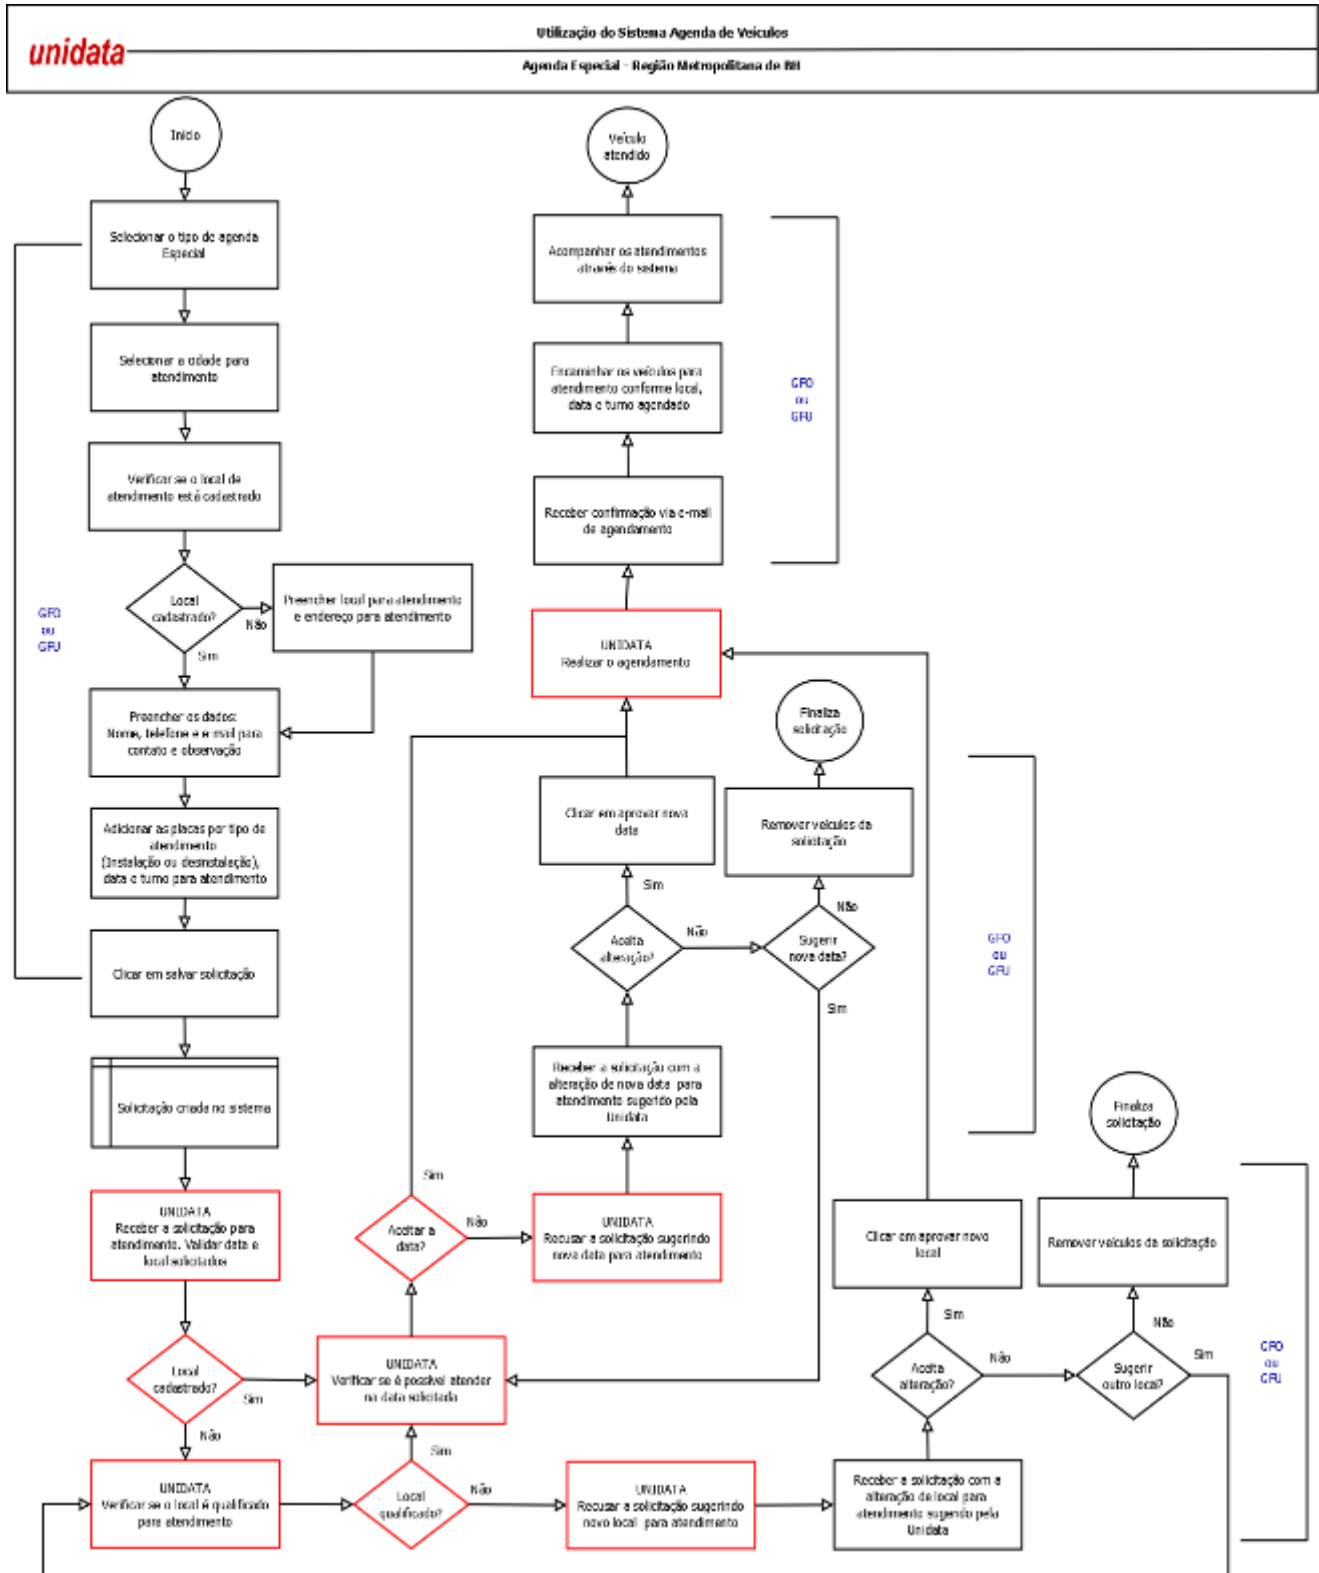 Utilização do Sistema Agenda de Veículos
unidata
Agenda Especial - Região Metropolitana de BH
Início
Selecionar o tipo de agenda
Especial
Selecionar a cidade para
atendimento
Verificar se o local de
atendimento está cadastrado
Local
cadastrado?
Não
Sim
Preencher local para atendimento
e endereço para atendimento
GFO
ou
GFU
Preencher os dados:
Nome, telefone e e-mail para
contato e observação
Adicionar as placas por tipo de
atendimento
(Instalação ou desinstalação),
data e turno para atendimento
Clicar em salvar solicitação
Solicitação criada no sistema
UNIDATA
Receber a solicitação para
atendimento. Validar data e
local solicitados
Local
cadastrado?
Sim
Não
UNIDATA
Verificar se o local é qualificado
para atendimento
Local
qualificado?
Sim
Não
UNIDATA
Verificar se é possível atender
na data solicitada
Aceitar a
data?
Sim
Não
UNIDATA
Recusar a solicitação sugerindo
nova data para atendimento
Receber a solicitação com a
alteração de nova data para
atendimento sugerido pela
Unidata
Aceita
alteração?
Sim
Não
Clicar em aprovar nova
data
Sugerir
nova data?
Não
Sim
Remover veículos da
solicitação
Finaliza
solicitação
GFO
ou
GFU
UNIDATA
Realizar o agendamento
Receber confirmação via e-mail
de agendamento
Encaminhar os veículos para
atendimento conforme local,
data e turno agendado
Acompanhar os atendimentos
através do sistema
Veículo
atendido
GFO
ou
GFU
UNIDATA
Recusar a solicitação sugerindo
novo local para atendimento
Receber a solicitação com a
alteração de local para
atendimento sugendo pela
Unidata
Aceita
alteração?
Sim
Não
Clicar em aprovar novo
local
Sugerir
outro local?
Não
Sim
Remover veículos da solicitação
Finaliza
solicitação
GFO
ou
GFU